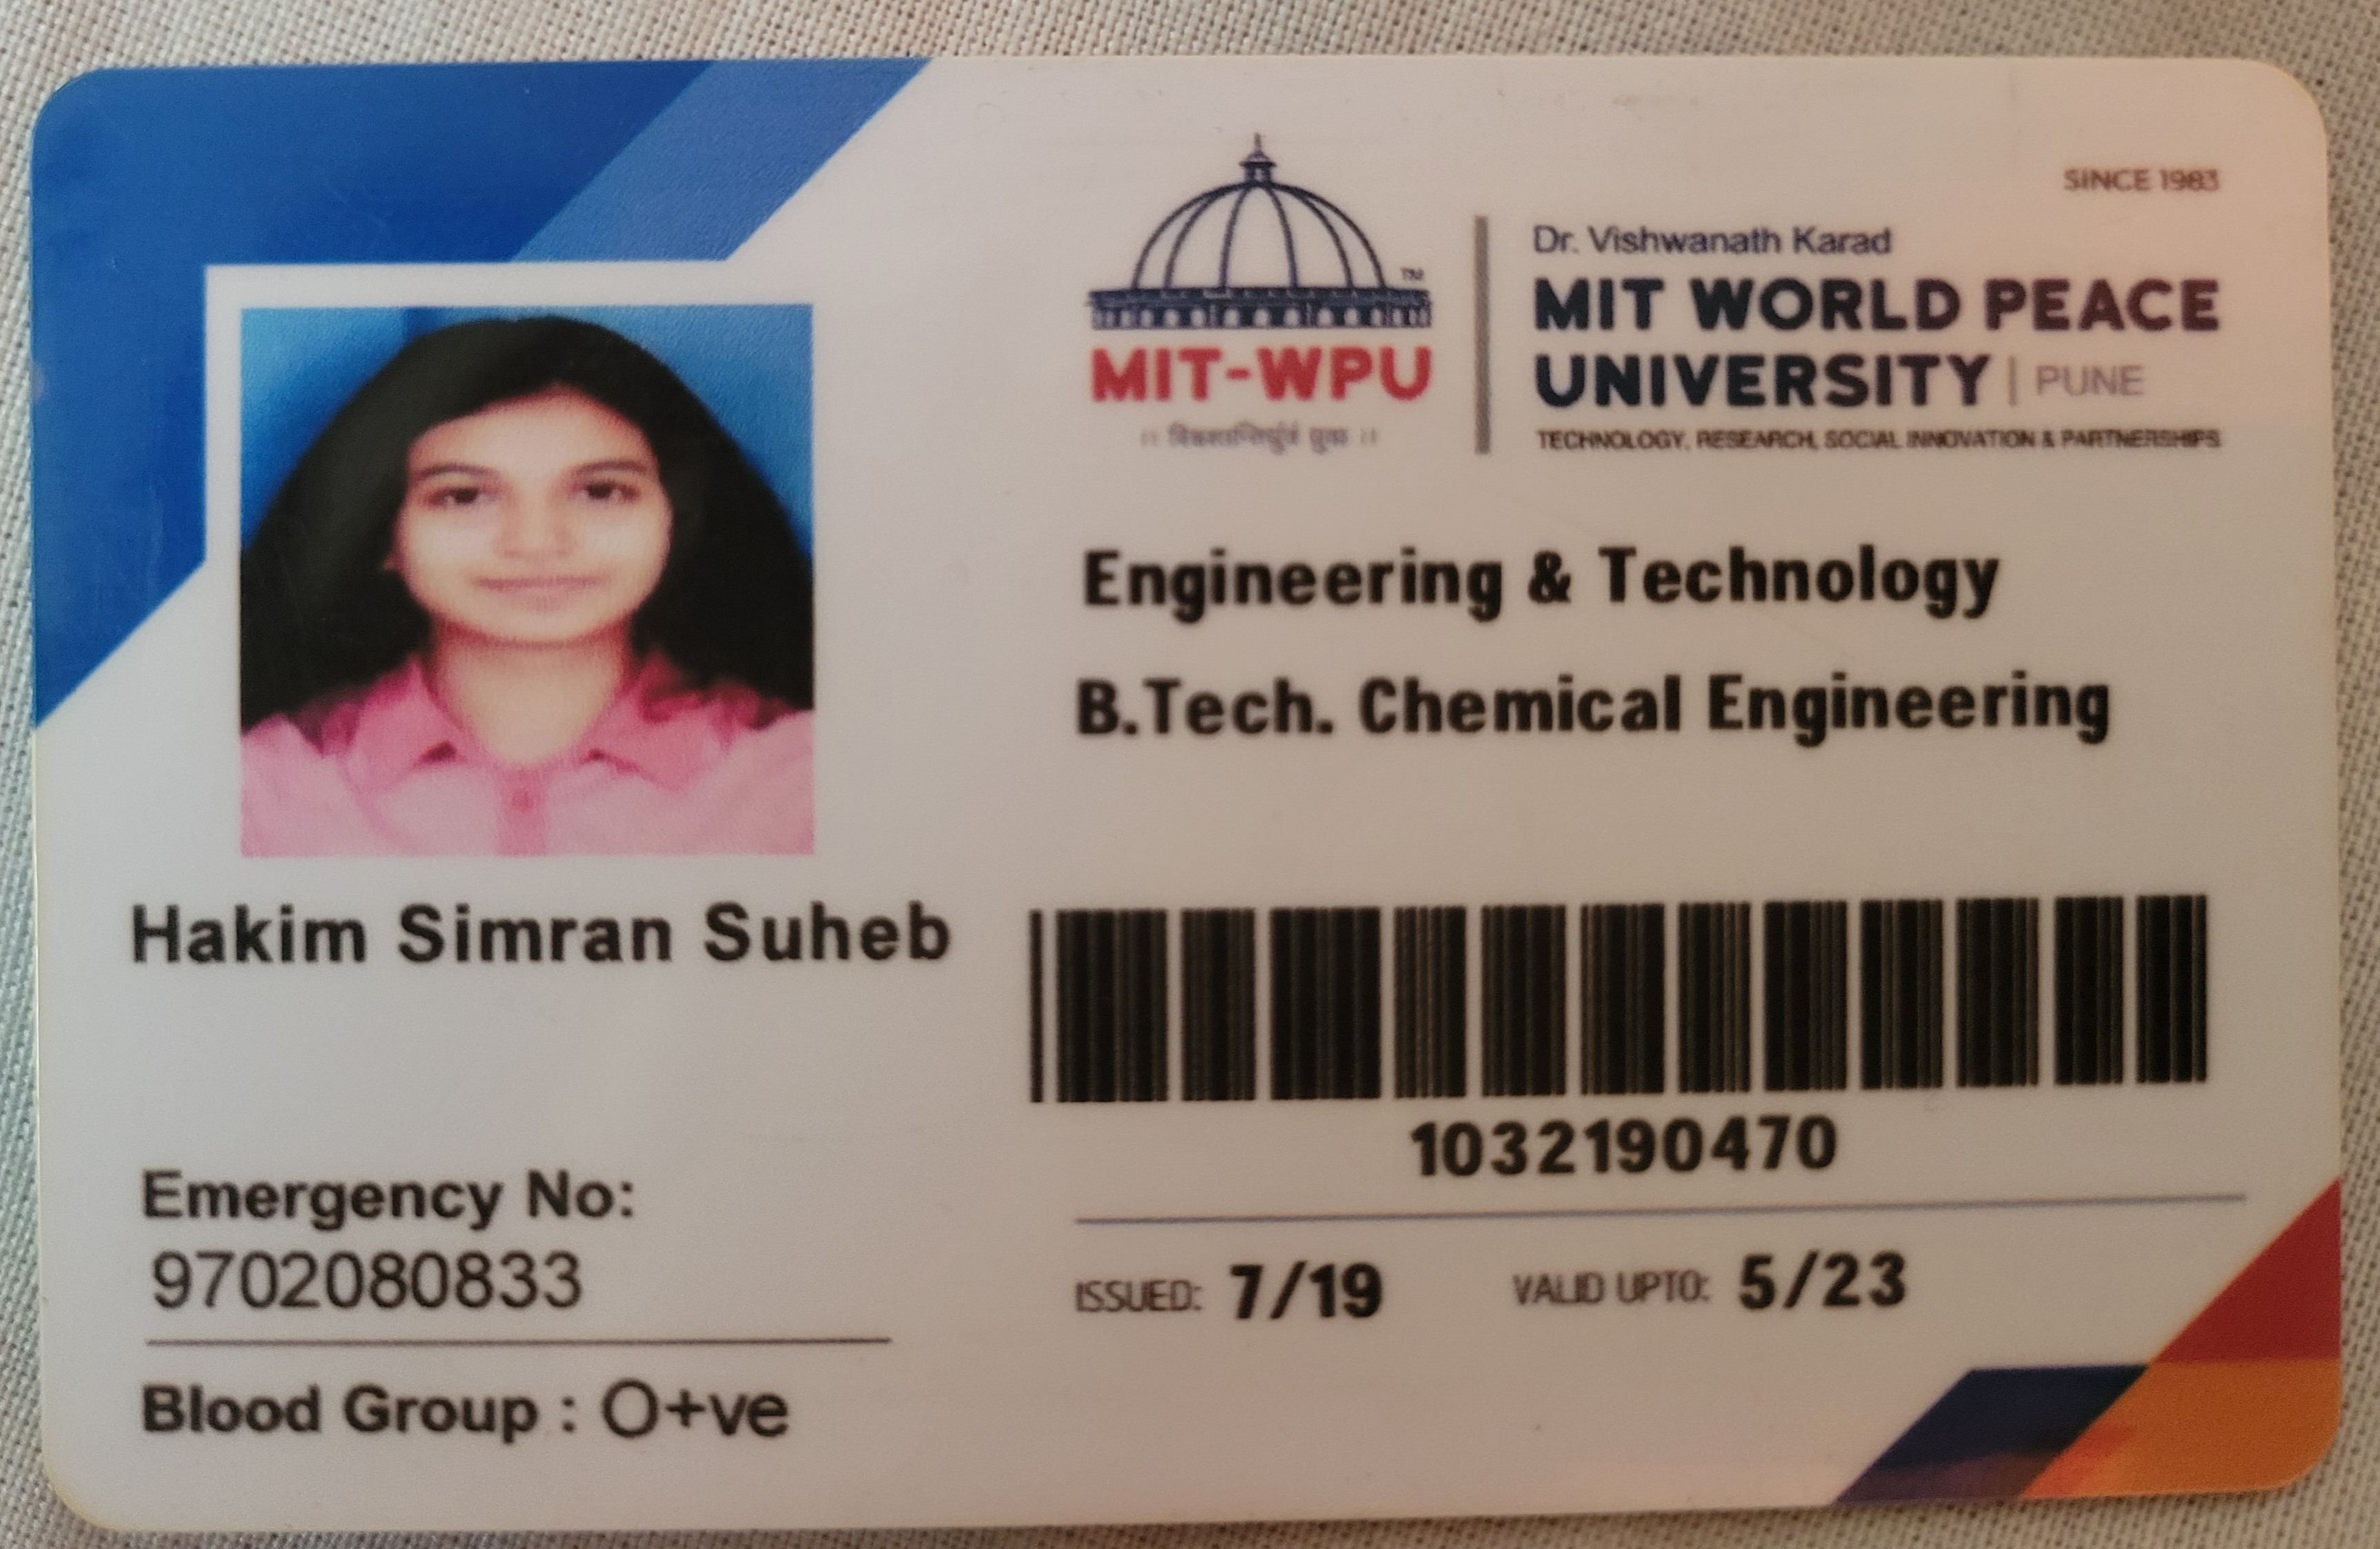 SINCE 1983
Dr. Vishwanath Karad
MIT WORLD PEACE
UNIVERSITY | PUNE
TECHNOLOGY, RESEARCH, SOCIAL INNOVATION & PARTNERSHIPS
TM
MIT-WPU
Engineering & Technology
B.Tech. Chemical Engineering
Hakim Simran Suheb
1032190470
Emergency No:
9702080833
ISSUED: 7/19 VALID UPTO: 5/23
Blood Group : O+ve